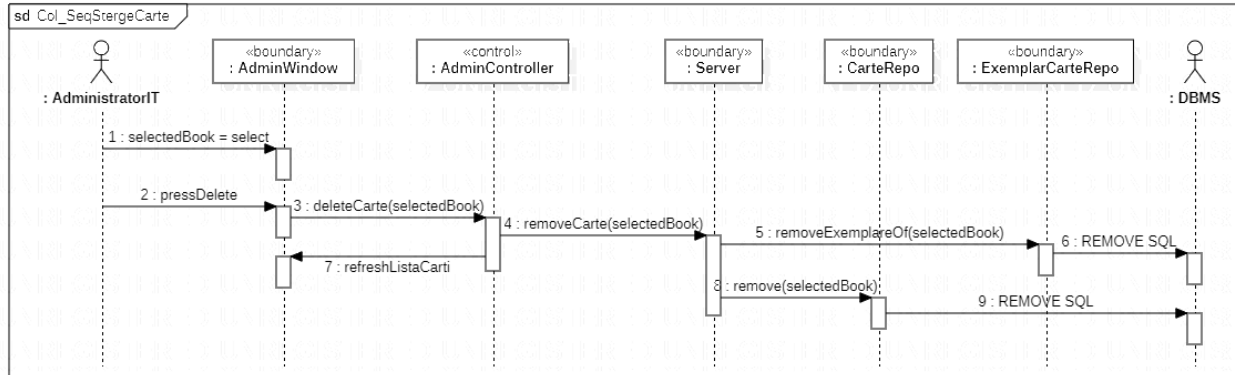 sd Col_SeqStergeCarte
: AdministratorIT
«boundary»
: AdminWindow
«control»
: AdminController
«boundary»
: Server
«boundary»
: CarteRepo
«boundary»
: ExemplarCarteRepo
: DBMS
1 : selectedBook = select
2 : pressDelete
3 : deleteCarte(selectedBook)
4 : removeCarte(selectedBook)
5 : removeExemplareOf(selectedBook)
6 : REMOVE SQL
7 : refreshListaCarti
8 : remove(selectedBook)
9 : REMOVE SQL